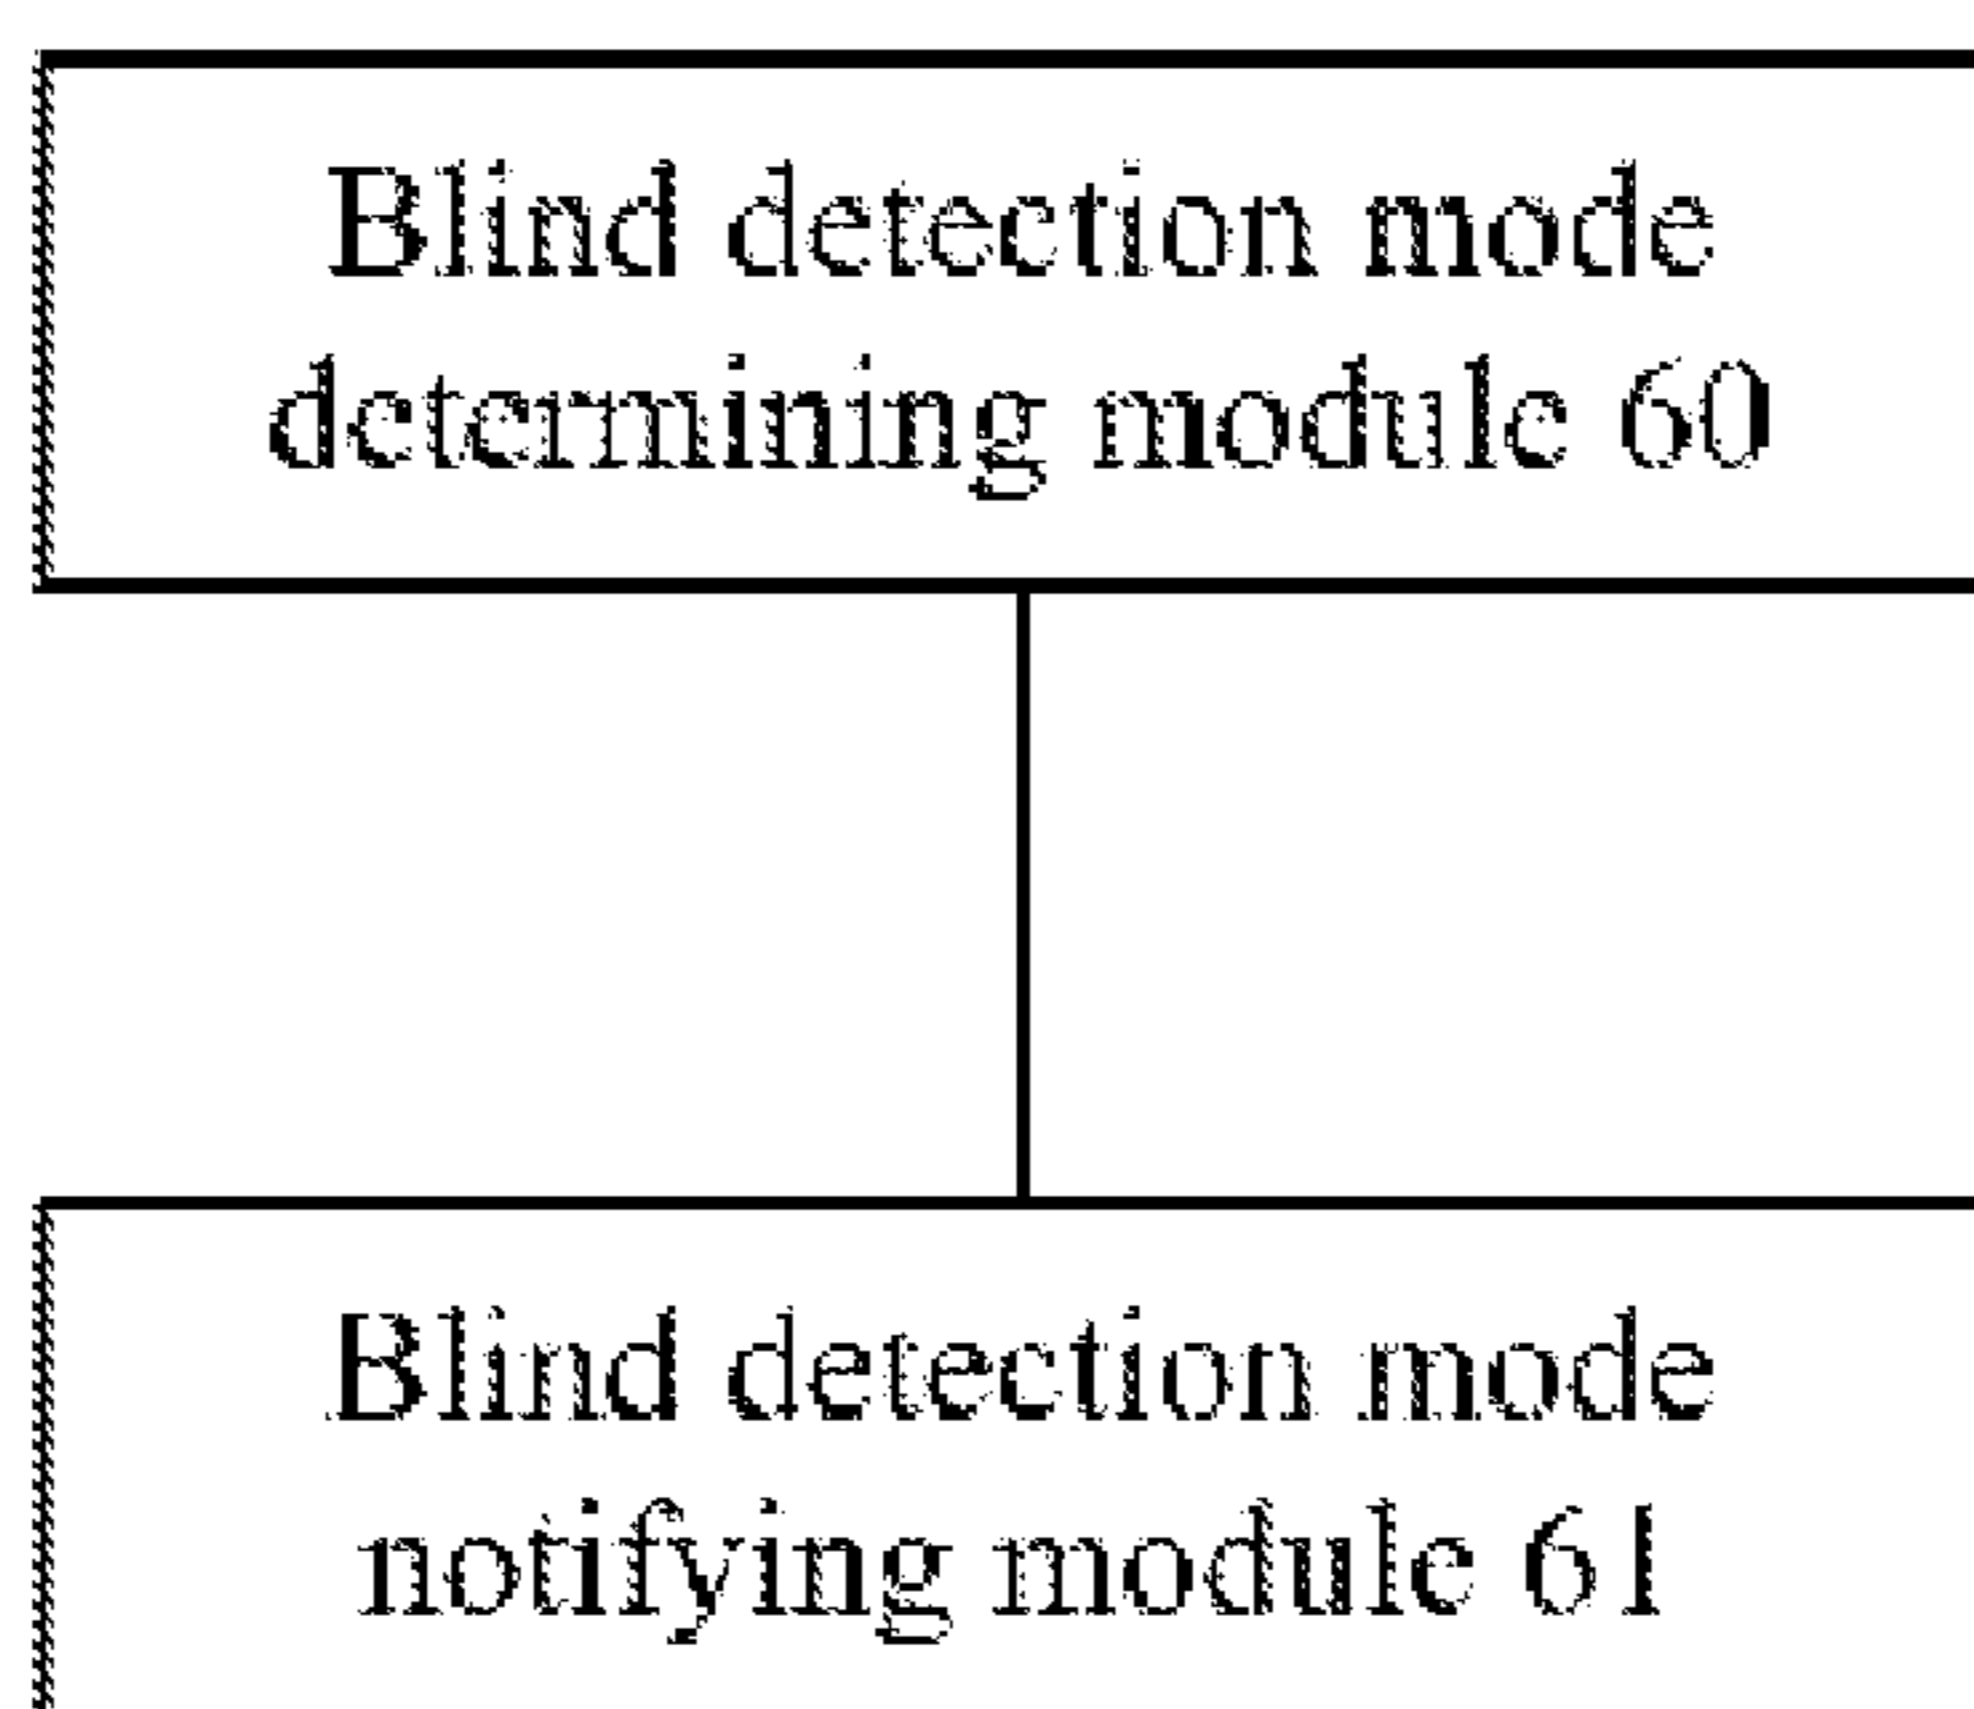 Blind detection mode
determining module 60
Blind detection mode
notifying module 61